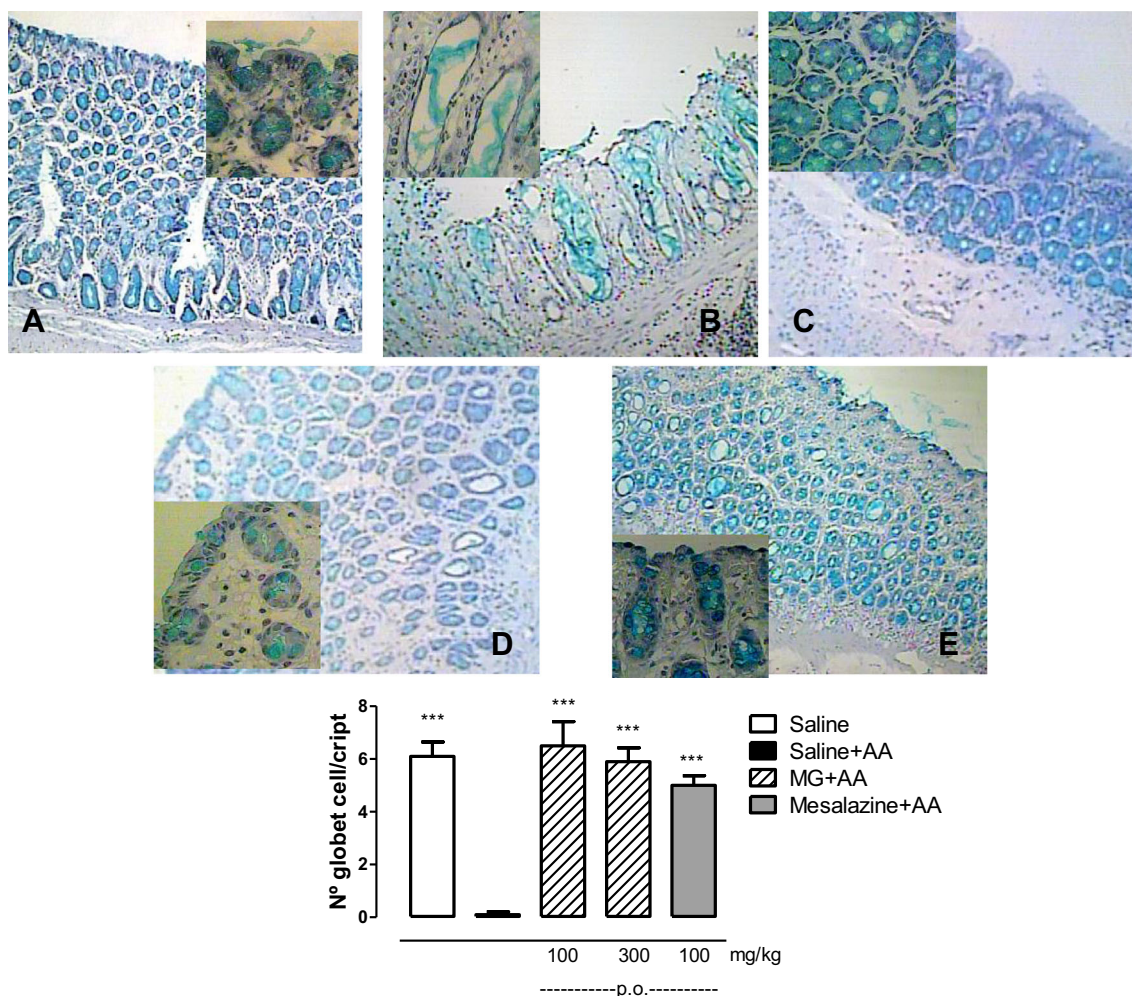 A
B
C
D
E
Nº globet cell/cript
8
6
4
2
0
***
***
***
***
Saline
Saline+AA
MG+AA
Mesalazine+AA
100 300 100 mg/kg
-----------p.o.----------